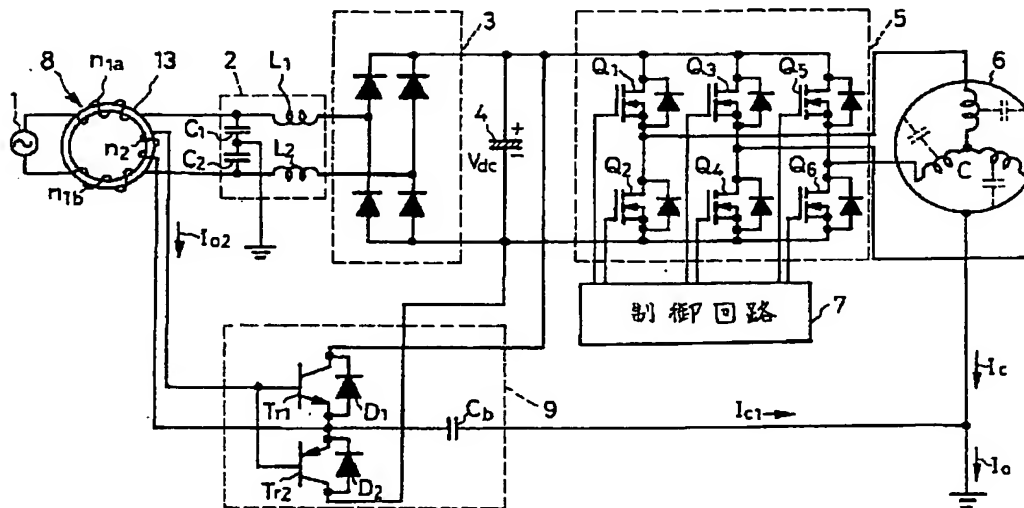 3
5
8
n1a
13
2
L1
Q1
Q3
Q5
6
1
C1
n2
C2
4
+
−
Vdc
L2
n1b
Q2
Q4
Q6
C
Io2
制御回路
7
Ic
Tr1
D1
9
Cb
Ic1
Tr2
D2
Io